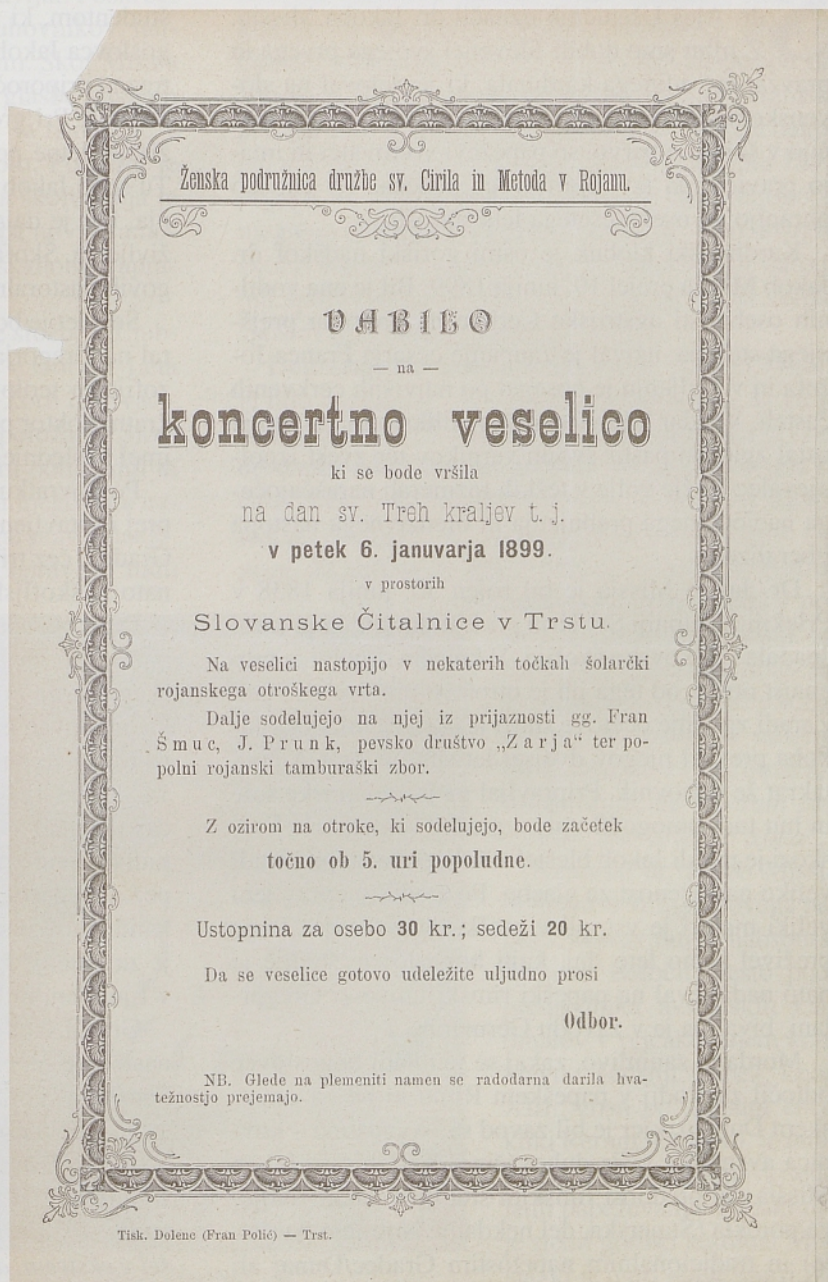 Ženska podružnica družbe sv. Cirila in Metoda v Rojanu.
VABILO
— na —
koncertno veselico
ki se bode vršila
na dan sv. Treh kraljev t. j.
v petek 6. januvarja 1899.
v prostorih
Slovanske Čitalnice v Trstu.
Na veselici nastopijo v nekaterih točkah šolarčki
rojanskega otroškega vrta.
Dalje sodelujejo na njej iz prijaznosti gg. Fran
Šmuc, J. Prunk, pevsko društvo „Zarja“ ter po-
polni rojanski tamburaški zbor.
Z ozirom na otroke, ki sodelujejo, bode začetek
točno ob 5. uri popoludne.
Ustopnina za osebo 30 kr.; sedeži 20 kr.
Da se veselice gotovo udeležite uljudno prosi
Odbor.
NB. Glede na plemeniti namen se radodarna darila hva-
težnostjo prejemajo.
Tisk. Dolenc (Fran Polić) — Trst.